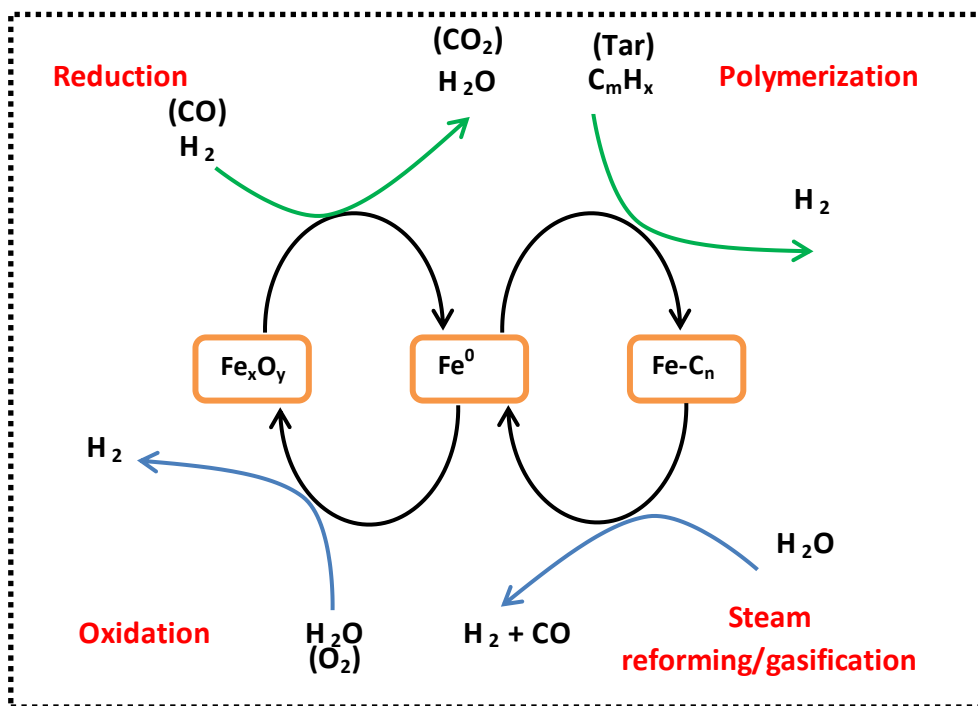 Reduction
(CO)
H₂
(CO₂)
H₂O
(Tar)
CₘHₓ
Polymerization
H₂
FeₓOᵧ
Fe⁰
Fe-Cₙ
H₂
Oxidation
H₂O
(O₂)
H₂ + CO
H₂O
Steam
reforming/gasification